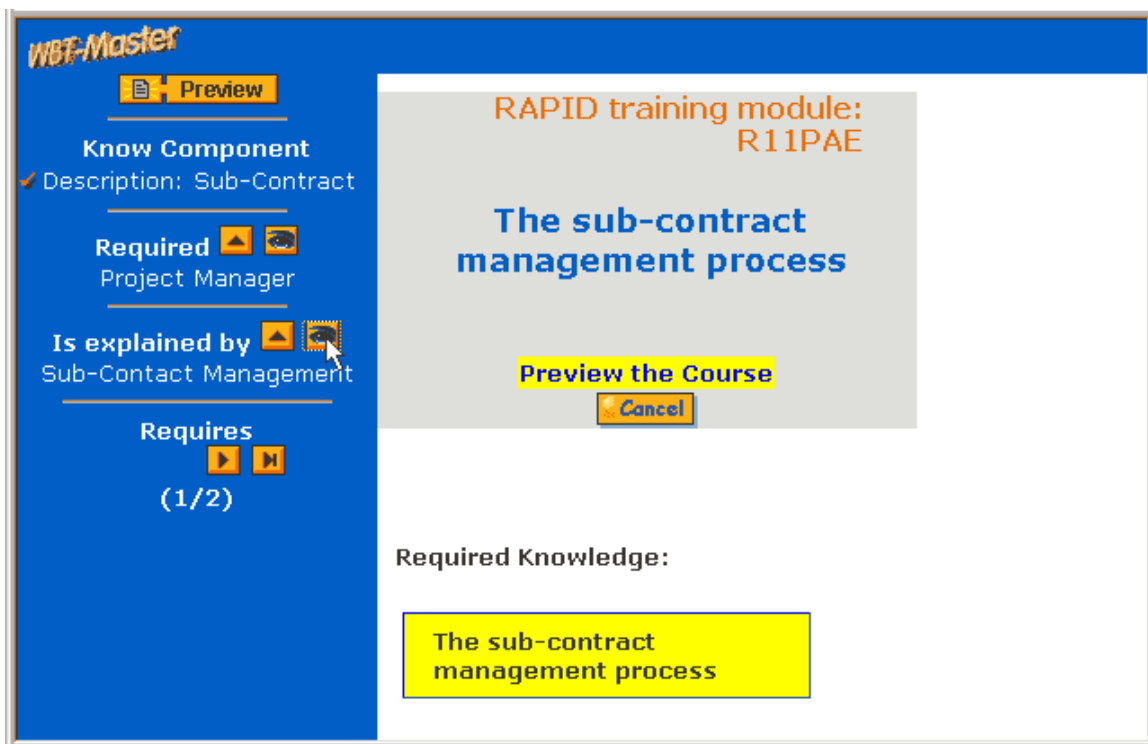 WBT-Master
Preview
Know Component
Description: Sub-Contract
Required
Project Manager
Is explained by
Sub-Contact Management
Requires
(1/2)
RAPID training module:
R11PAE
The sub-contract
management process
Preview the Course
Cancel
Required Knowledge:
The sub-contract
management process